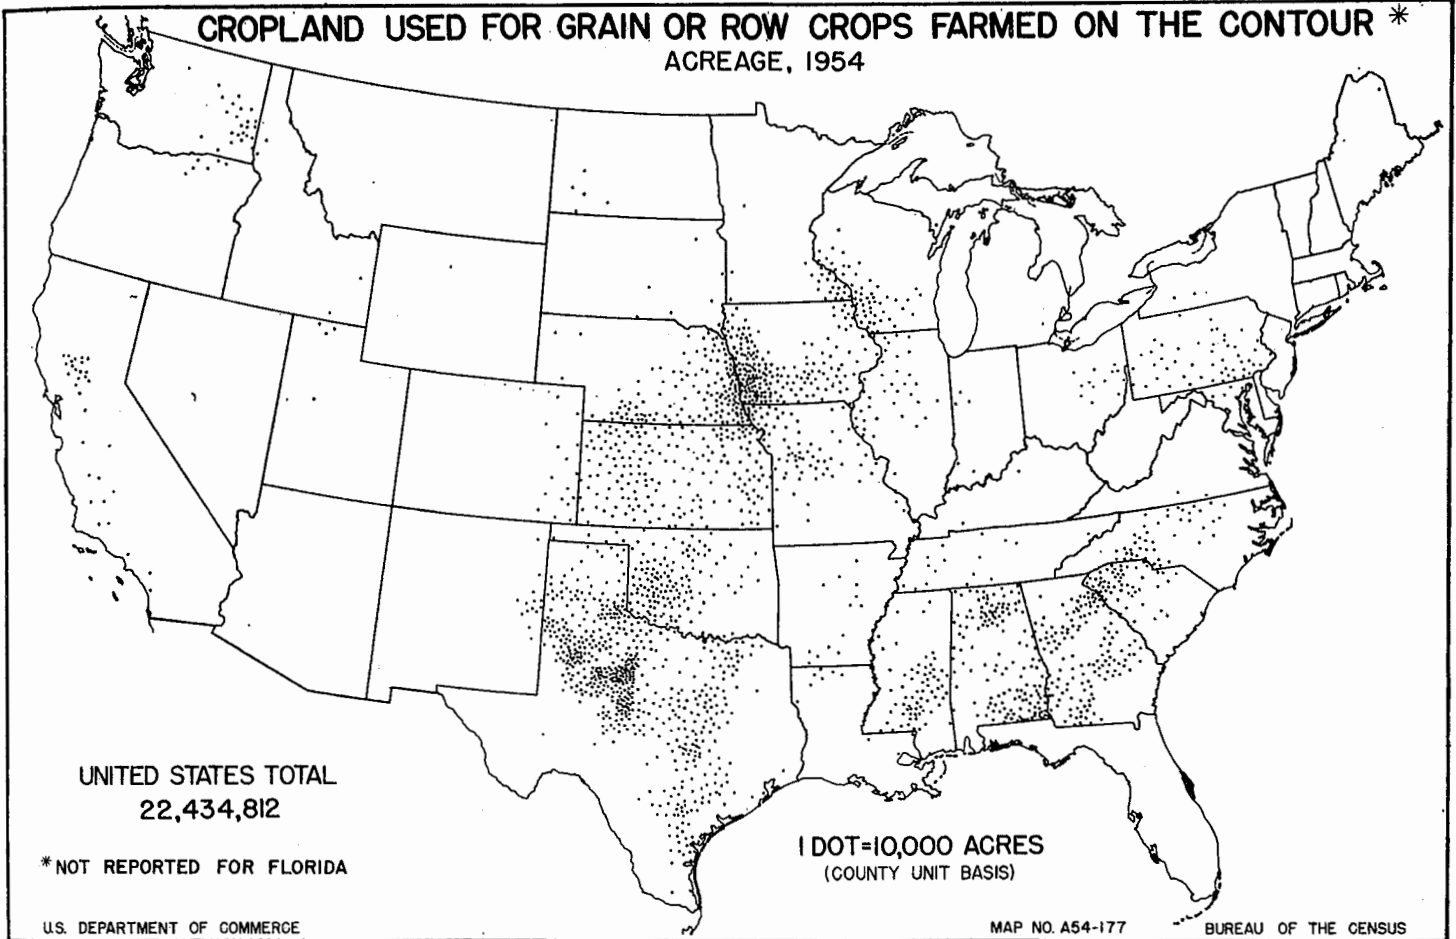 CROPLAND USED FOR GRAIN OR ROW CROPS FARMED ON THE CONTOUR *
ACREAGE, 1954
UNITED STATES TOTAL
22,434,812
*NOT REPORTED FOR FLORIDA
1 DOT=10,000 ACRES
(COUNTY UNIT BASIS)
U.S. DEPARTMENT OF COMMERCE
MAP NO. A54-177
BUREAU OF THE CENSUS